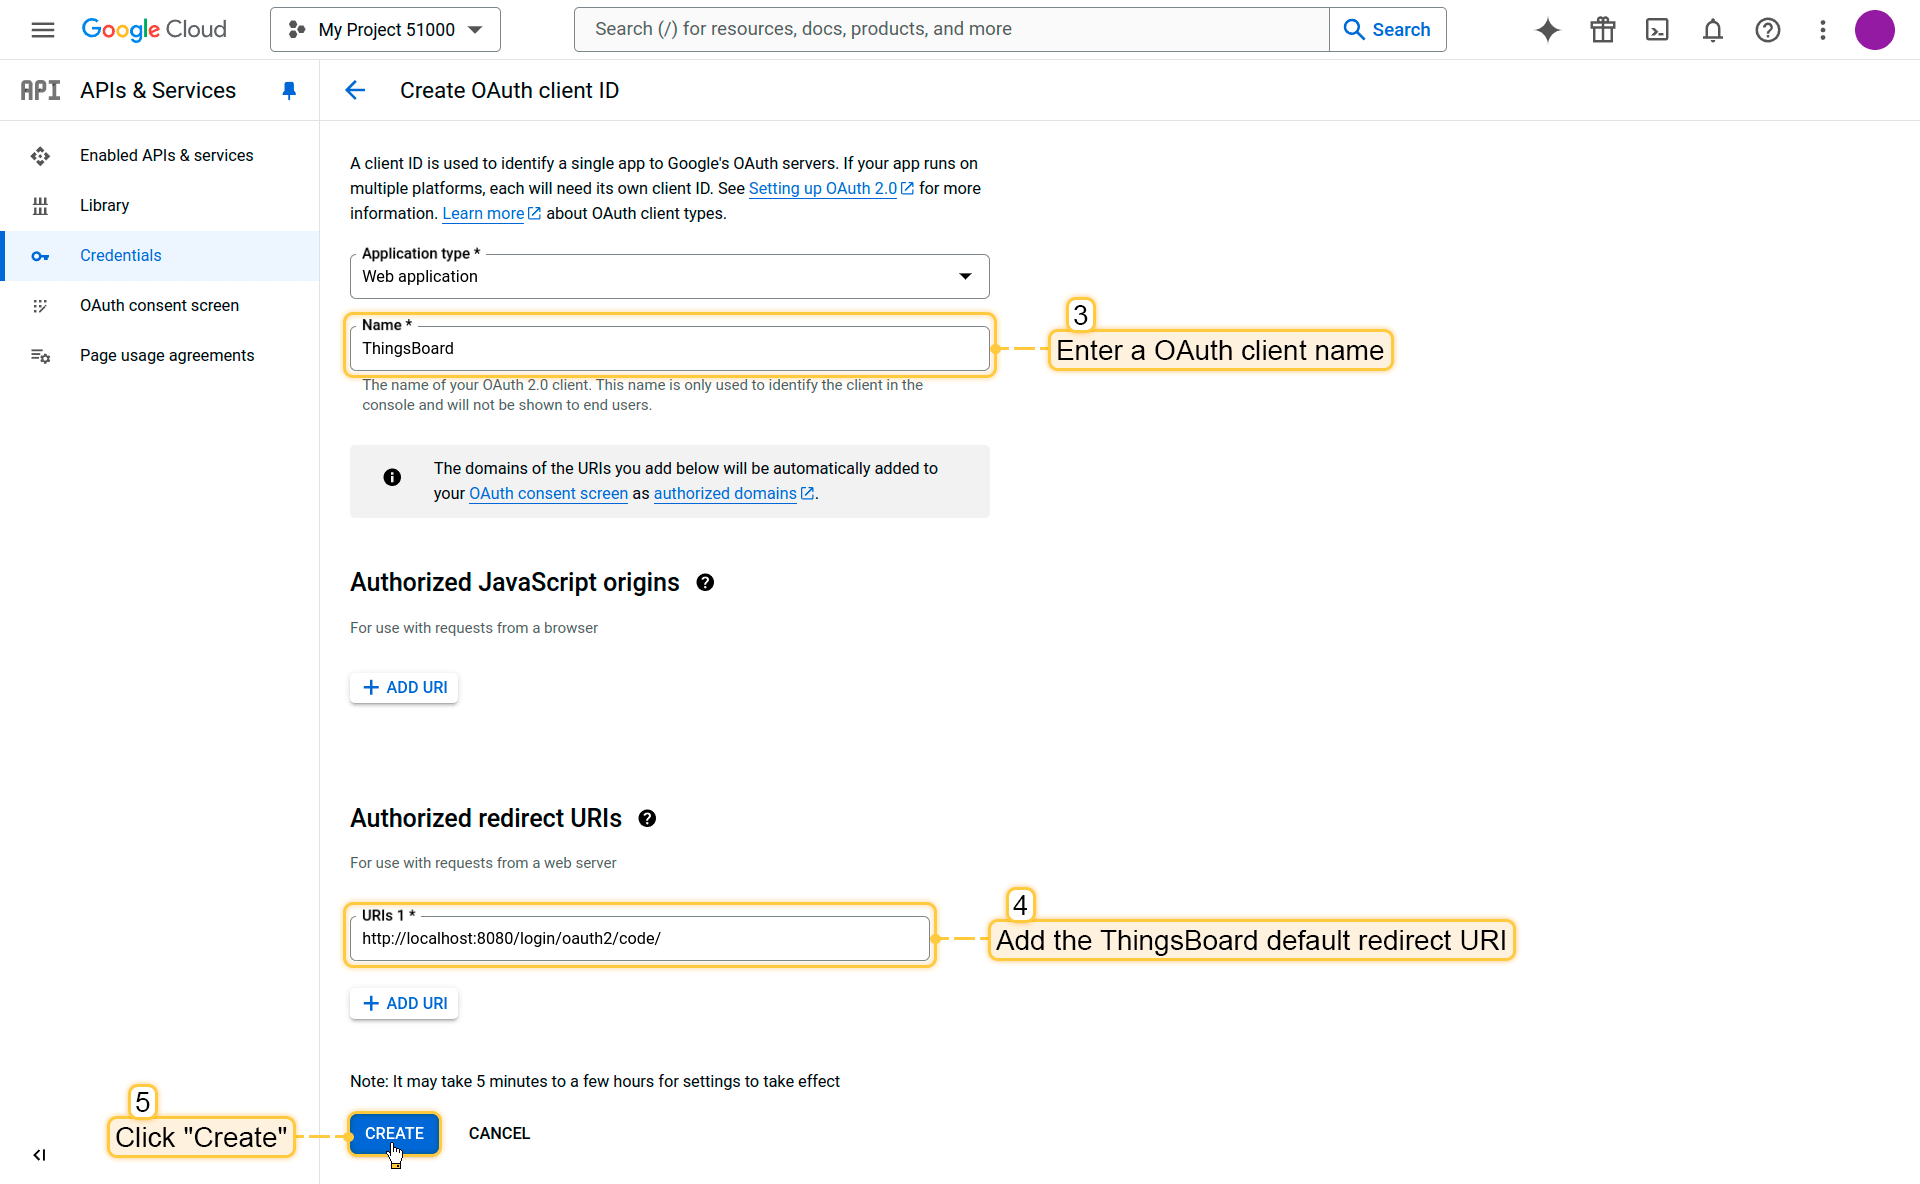 Google Cloud
My Project 51000
Search (/) for resources, docs, products, and more
Search
API
APIs & Services
Create OAuth client ID
Enabled APIs & services
Library
Credentials
OAuth consent screen
Page usage agreements
A client ID is used to identify a single app to Google's OAuth servers. If your app runs on
multiple platforms, each will need its own client ID. See Setting up OAuth 2.0 for more
information. Learn more about OAuth client types.
Application type *
Web application
Name *
ThingsBoard
3
Enter a OAuth client name
The name of your OAuth 2.0 client. This name is only used to identify the client in the
console and will not be shown to end users.
The domains of the URIs you add below will be automatically added to
your OAuth consent screen as authorized domains.
Authorized JavaScript origins
For use with requests from a browser
ADD URI
Authorized redirect URIs
For use with requests from a web server
URIs 1 *
http://localhost:8080/login/oauth2/code/
4
Add the ThingsBoard default redirect URI
ADD URI
Note: It may take 5 minutes to a few hours for settings to take effect
5
Click "Create"
CREATE
CANCEL